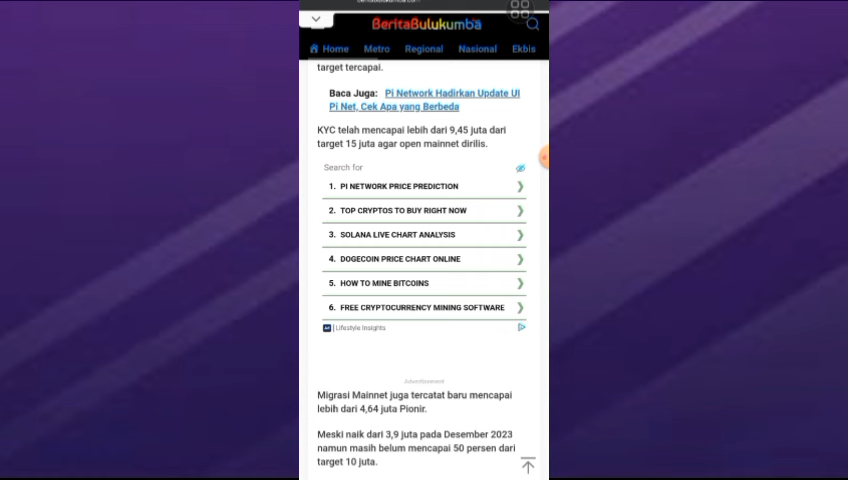 BeritaBulukumba
Home Metro Regional Nasional Ekbis
target tercapai.
Baca Juga: Pi Network Hadirkan Update UI
Pi Net, Cek Apa yang Berbeda
KYC telah mencapai lebih dari 9,45 juta dari
target 15 juta agar open mainnet dirilis.
Search for
1. PI NETWORK PRICE PREDICTION
2. TOP CRYPTOS TO BUY RIGHT NOW
3. SOLANA LIVE CHART ANALYSIS
4. DOGECOIN PRICE CHART ONLINE
5. HOW TO MINE BITCOINS
6. FREE CRYPTOCURRENCY MINING SOFTWARE
Ad | Lifestyle Insights
Advertisement
Migrasi Mainnet juga tercatat baru mencapai
lebih dari 4,64 juta Pionir.
Meski naik dari 3,9 juta pada Desember 2023
namun masih belum mencapai 50 persen dari
target 10 juta.